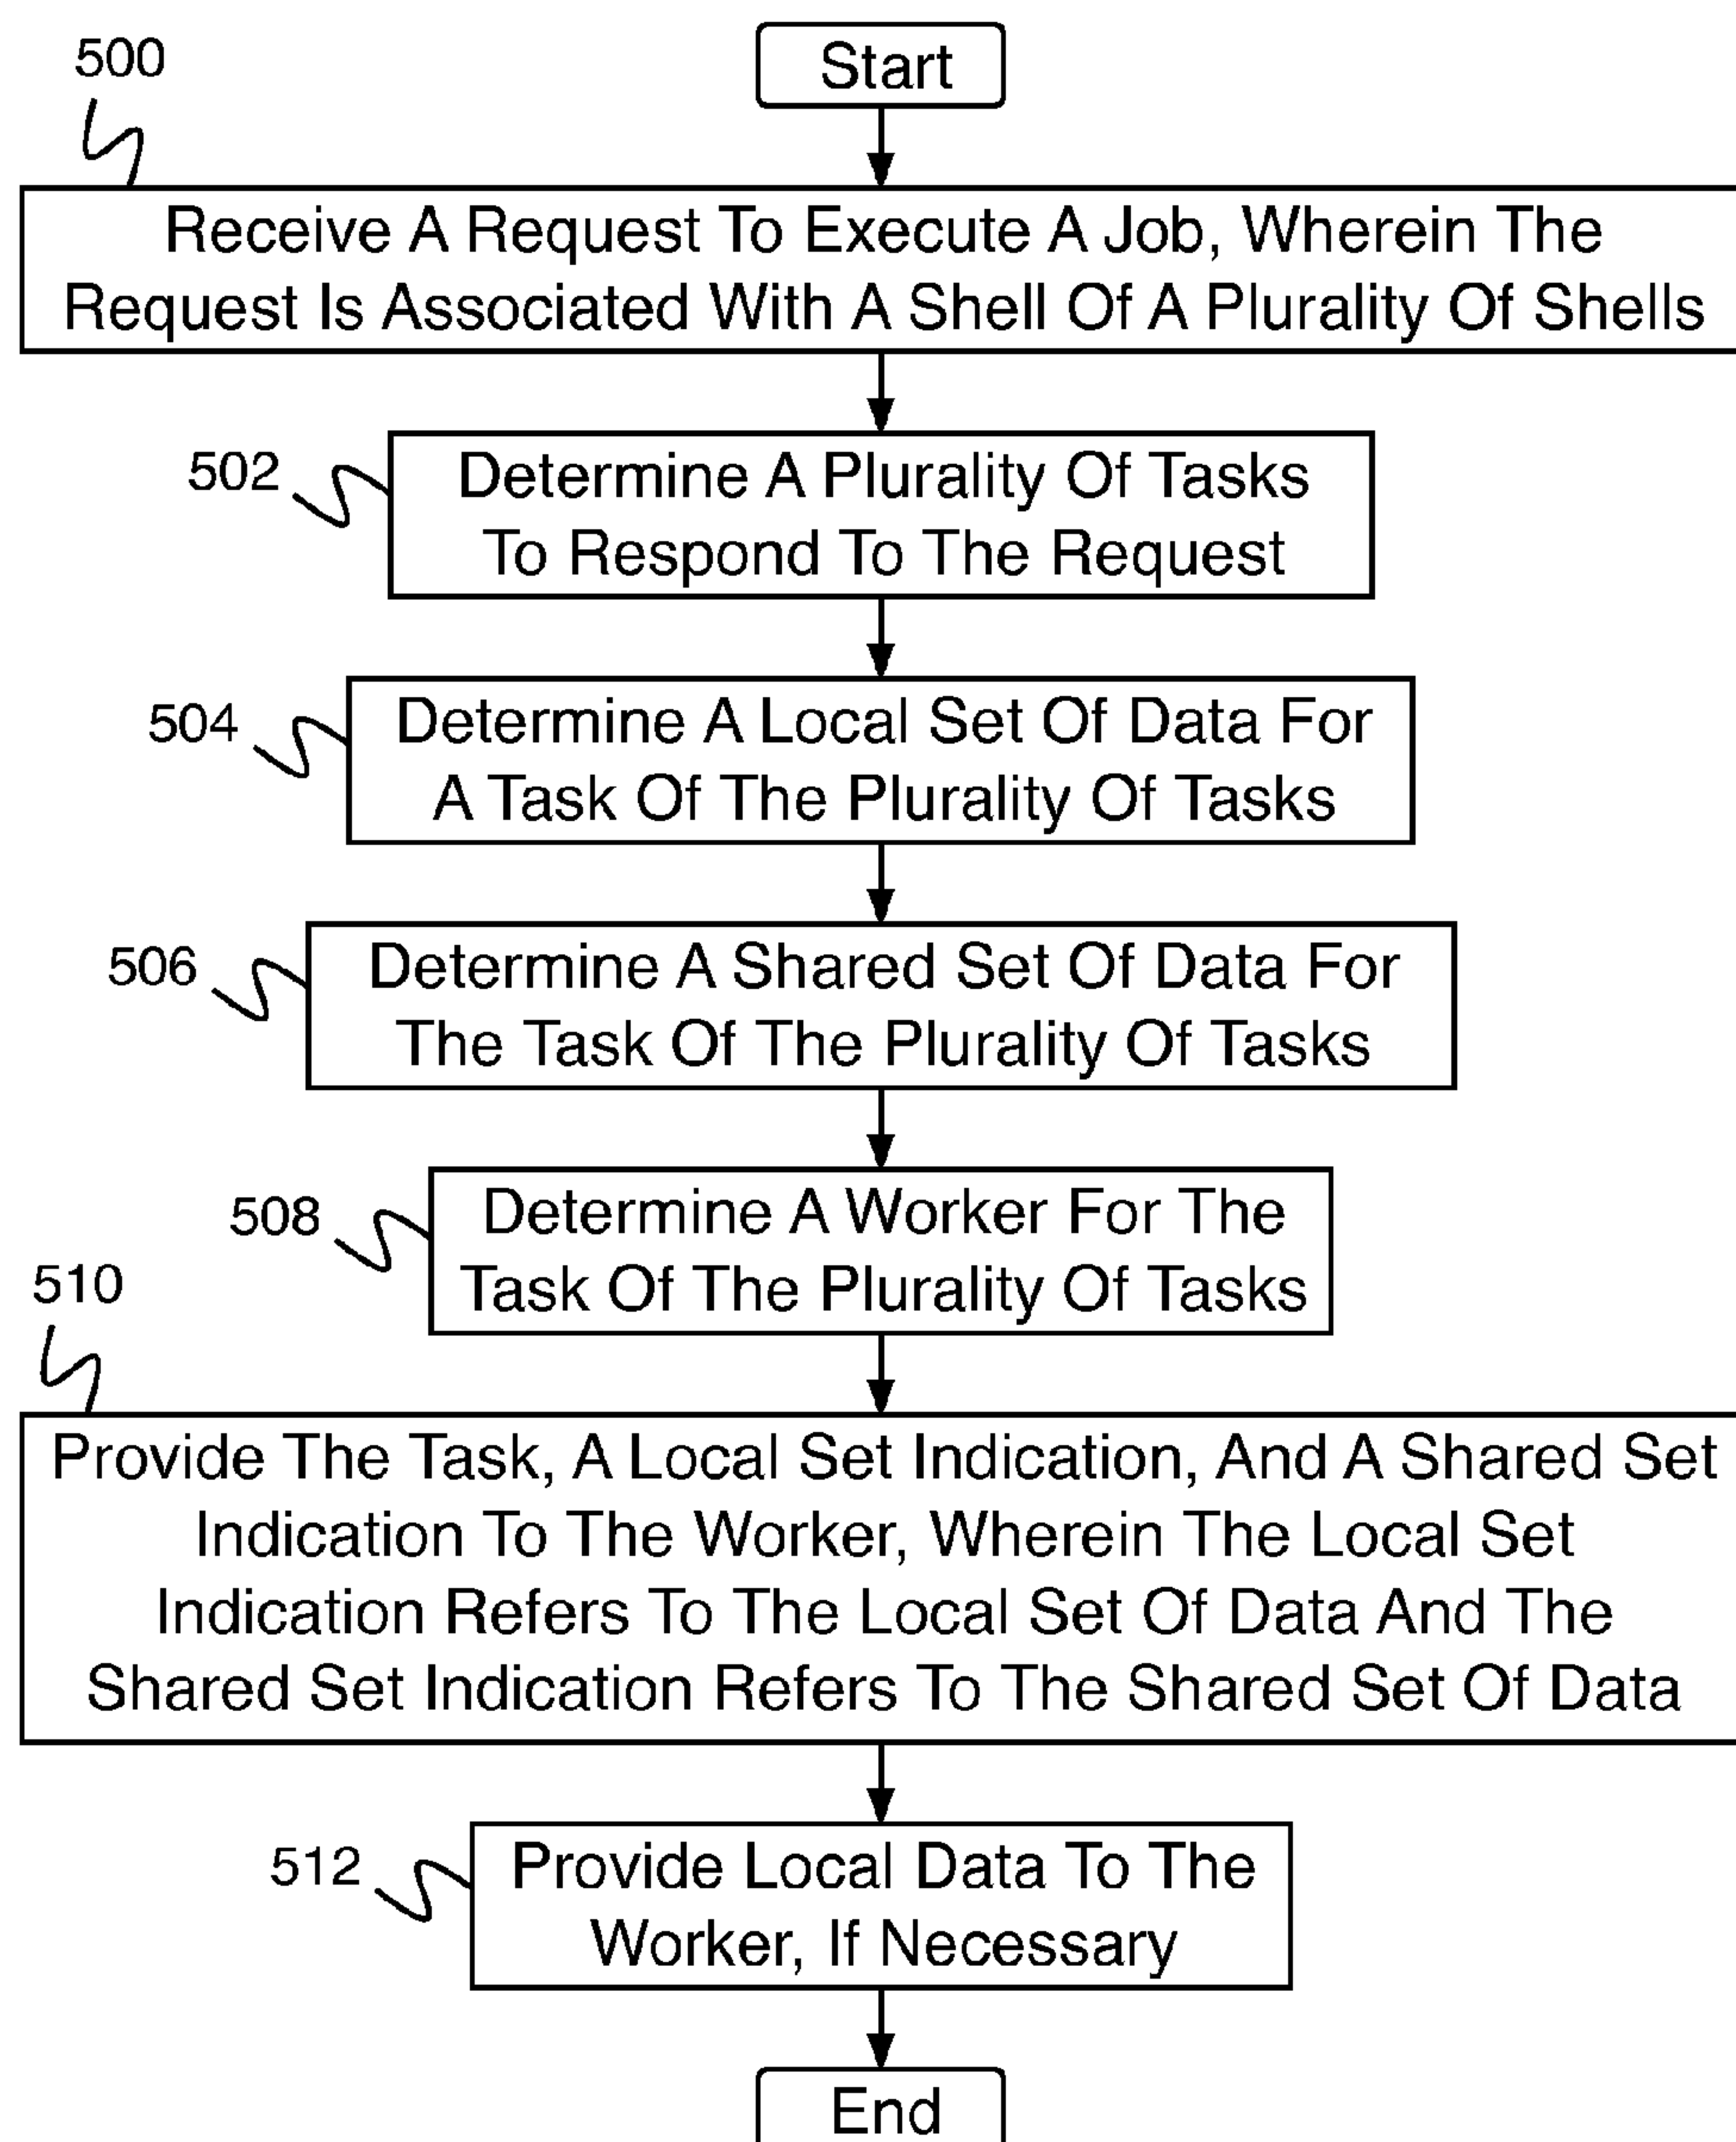 Start
500
Receive A Request To Execute A Job, Wherein The
Request Is Associated With A Shell Of A Plurality Of Shells
502
Determine A Plurality Of Tasks
To Respond To The Request
504
Determine A Local Set Of Data For
A Task Of The Plurality Of Tasks
506
Determine A Shared Set Of Data For
The Task Of The Plurality Of Tasks
508
Determine A Worker For The
Task Of The Plurality Of Tasks
510
Provide The Task, A Local Set Indication, And A Shared Set
Indication To The Worker, Wherein The Local Set
Indication Refers To The Local Set Of Data And The
Shared Set Indication Refers To The Shared Set Of Data
512
Provide Local Data To The
Worker, If Necessary
End